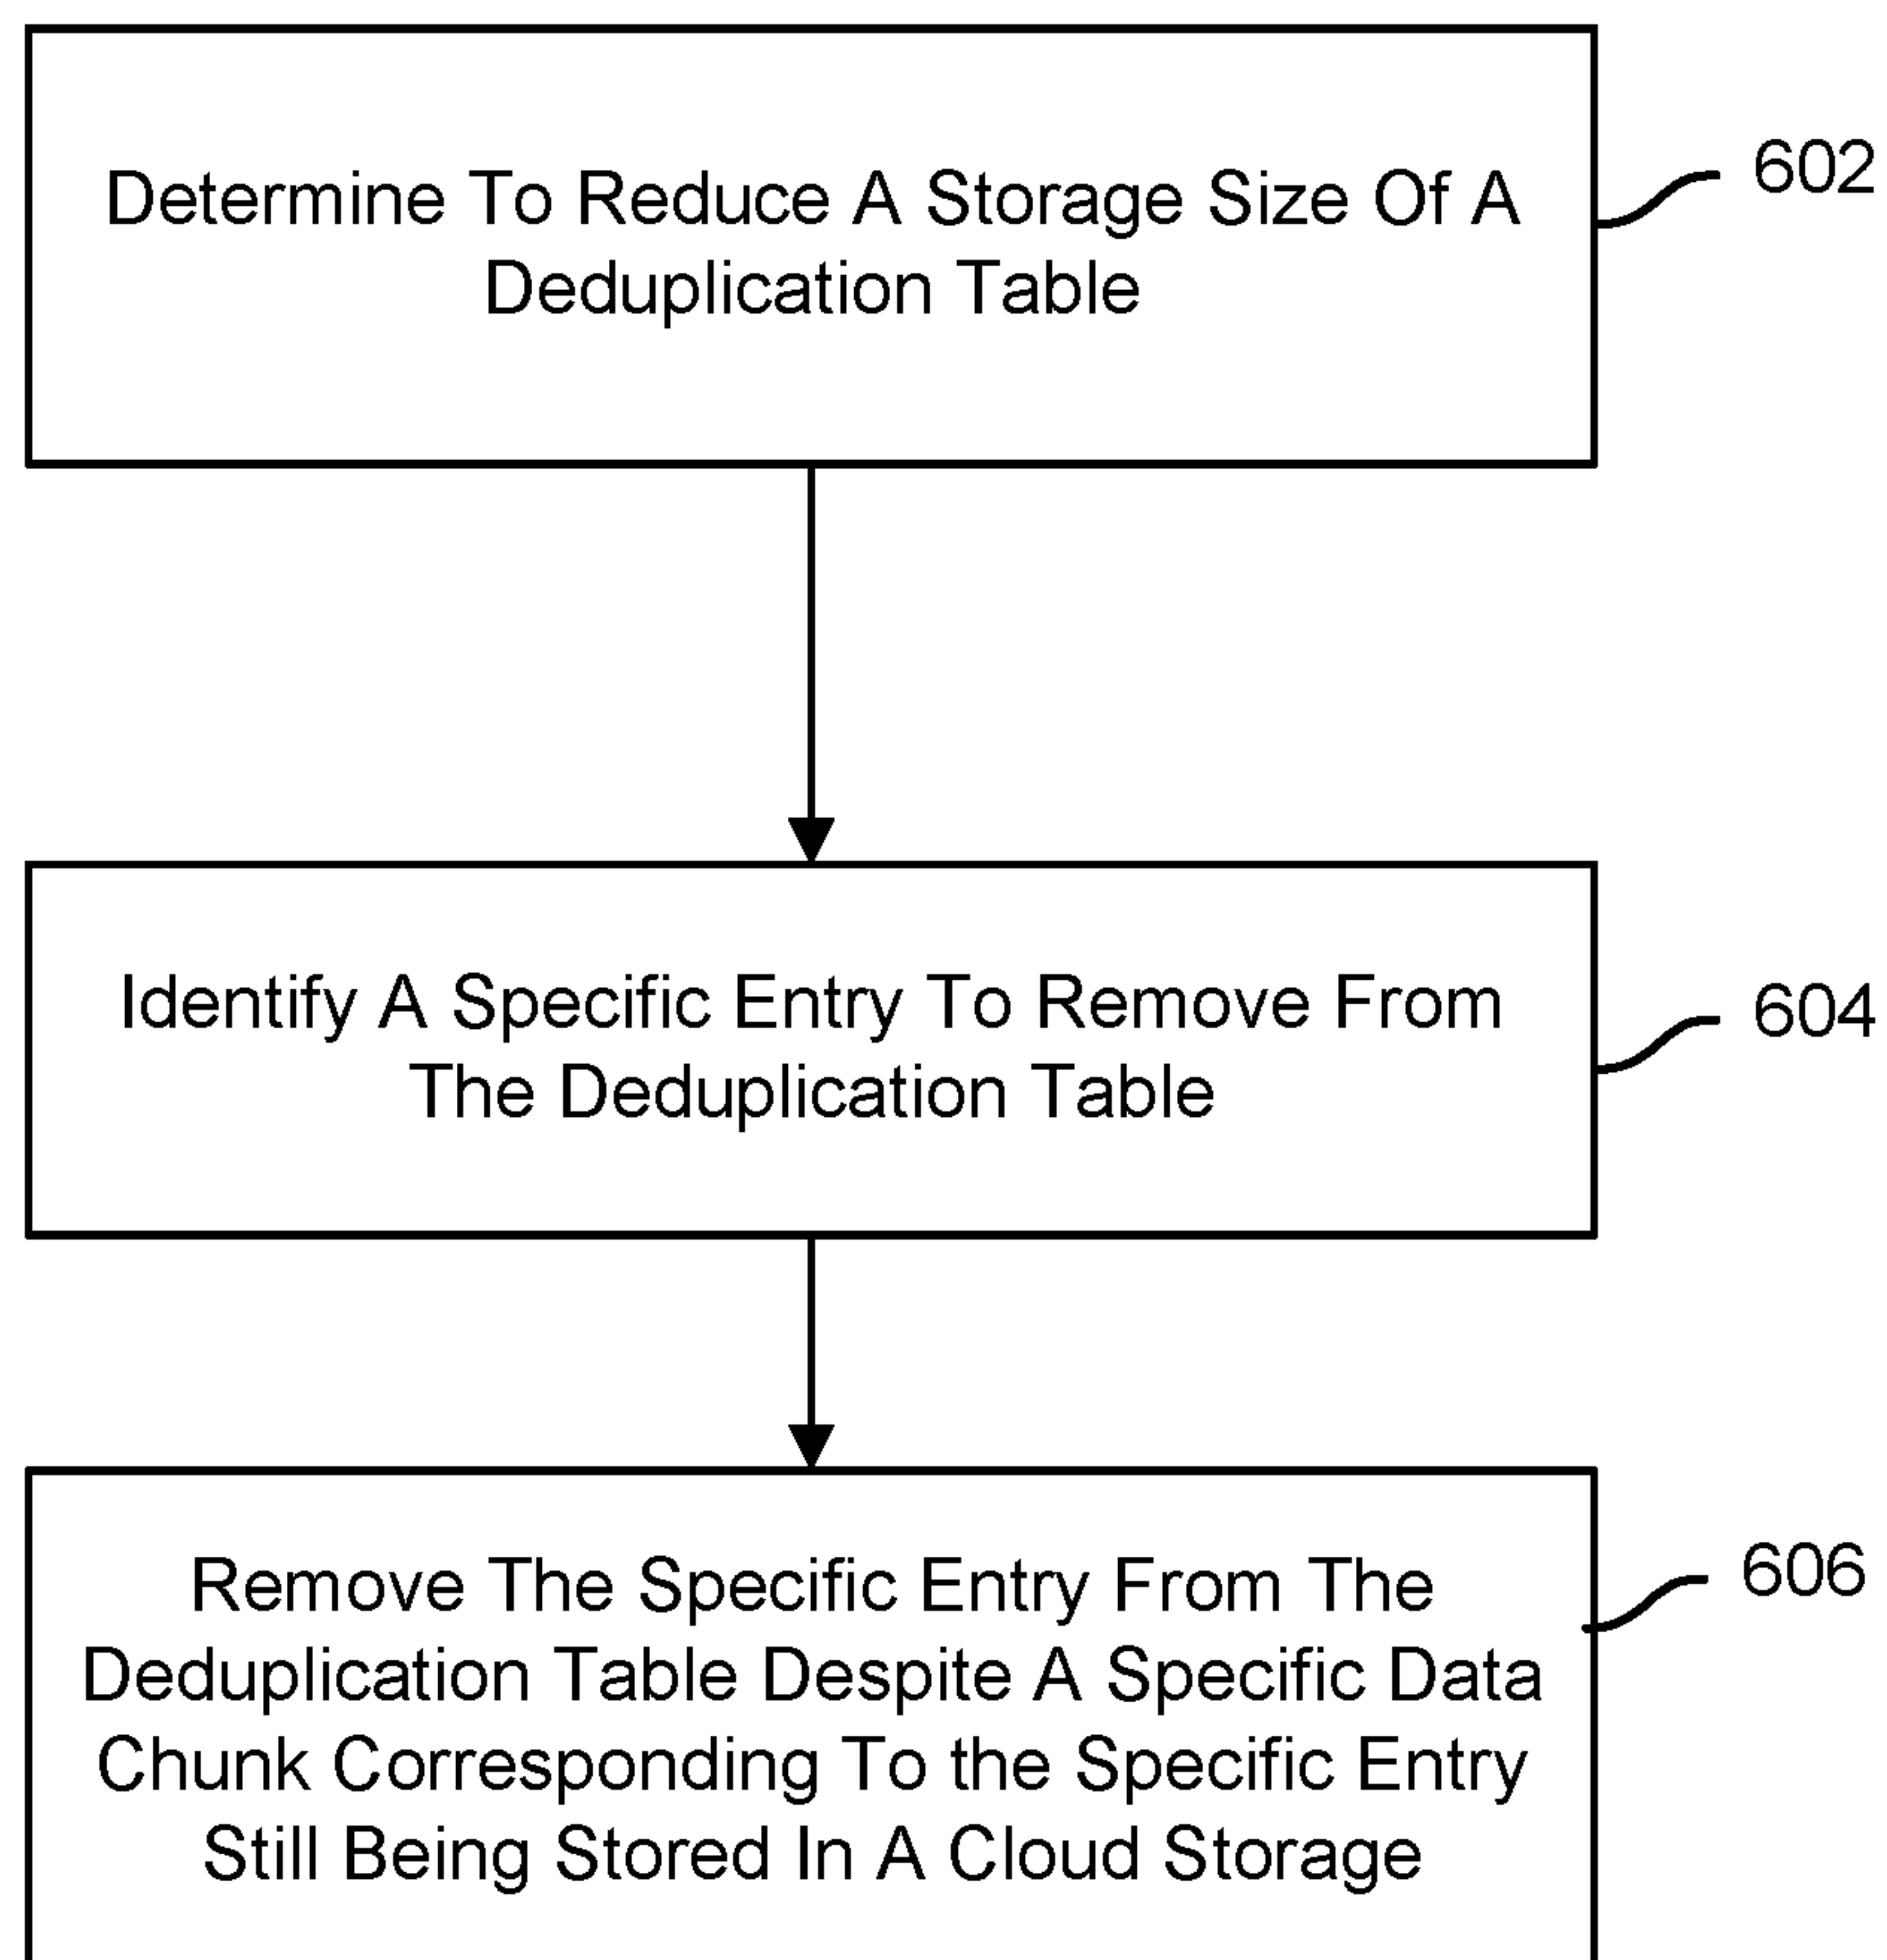 Determine To Reduce A Storage Size Of A
Deduplication Table
602
Identify A Specific Entry To Remove From
The Deduplication Table
604
Remove The Specific Entry From The
Deduplication Table Despite A Specific Data
Chunk Corresponding To the Specific Entry
Still Being Stored In A Cloud Storage
606